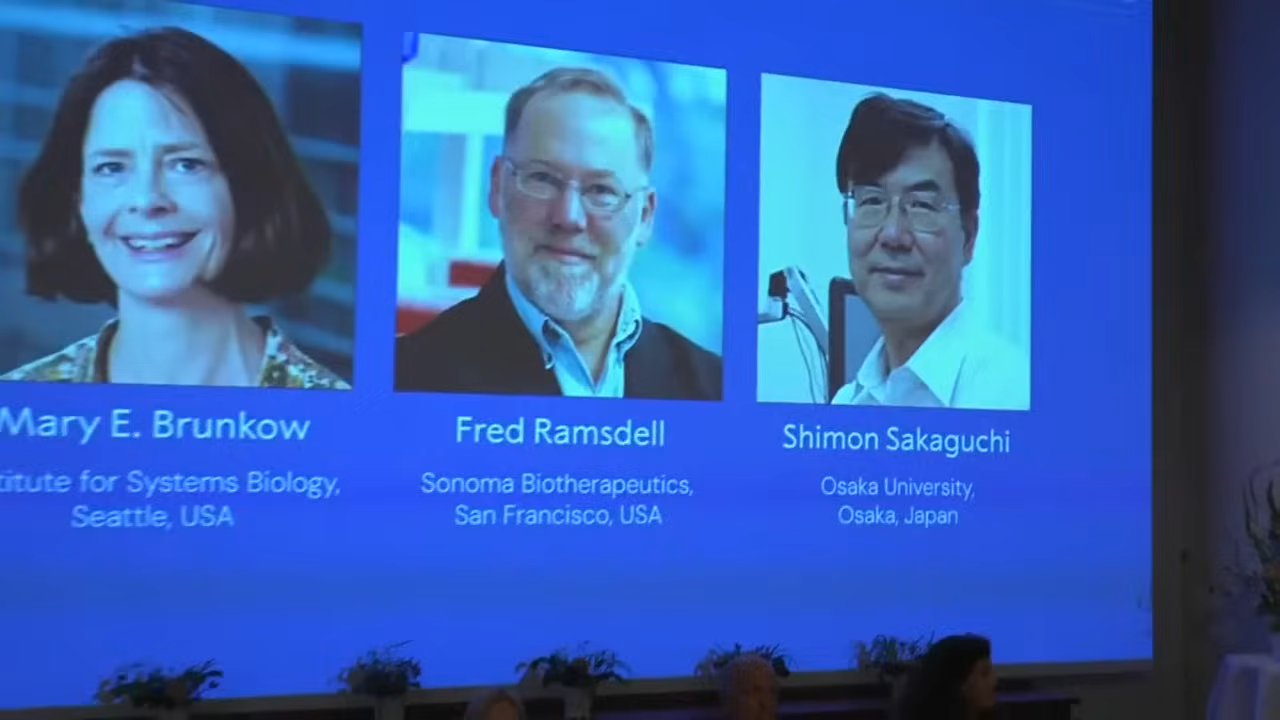 Mary E. Brunkow
titute for Systems Biology,
Seattle, USA
Fred Ramsdell
Sonoma Biotherapeutics,
San Francisco, USA
Shimon Sakaguchi
Osaka University,
Osaka, Japan